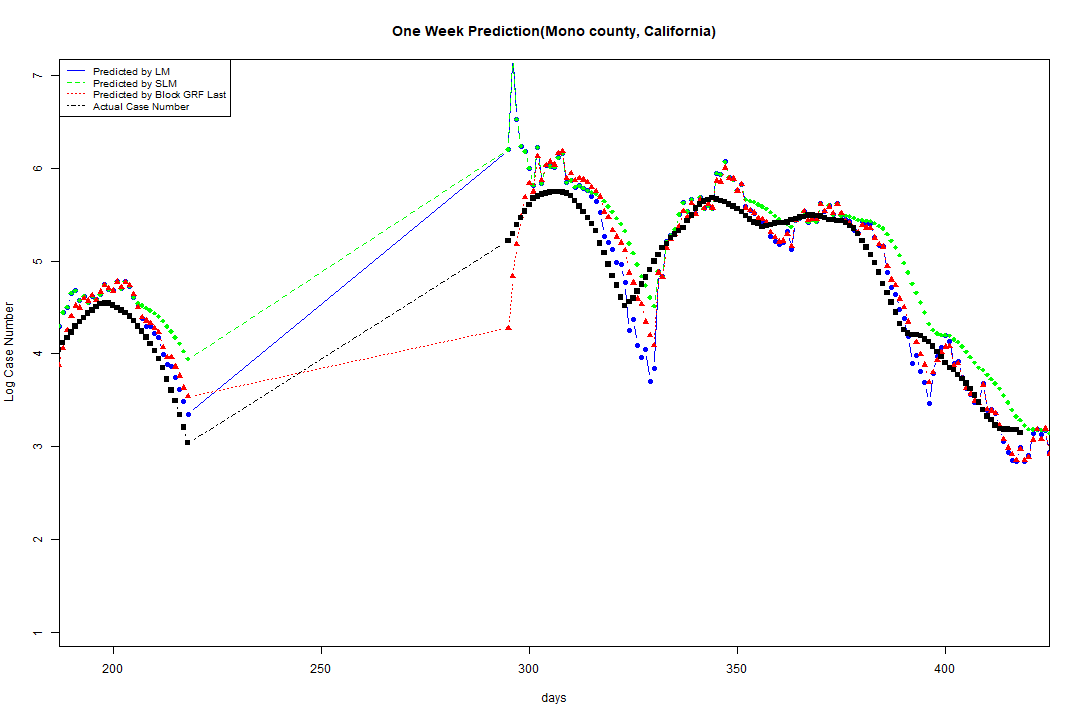 One Week Prediction(Mono county, California)
Predicted by LM
Predicted by SLM
Predicted by Block GRF Last
Actual Case Number
7
6
5
4
3
2
1
Log Case Number
200
250
300
350
400
days